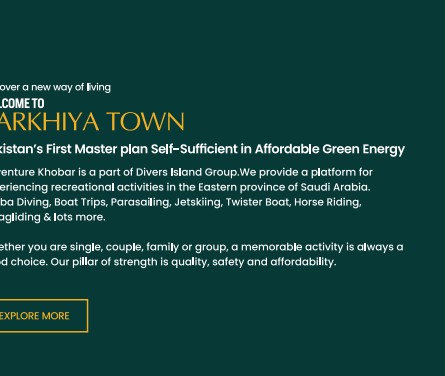 over a new way of living
LCOME TO
ARKHIYA TOWN
kistan's First Master plan Self-Sufficient in Affordable Green Energy
enture Khobar is a part of Divers Island Group.We provide a platform for
eriencing recreational activities in the Eastern province of Saudi Arabia.
ba Diving, Boat Trips, Parasailing, Jetskiing, Twister Boat, Horse Riding,
agliding & lots more.
ether you are single, couple, family or group, a memorable activity is always a
d choice. Our pillar of strength is quality, safety and affordability.
EXPLORE MORE